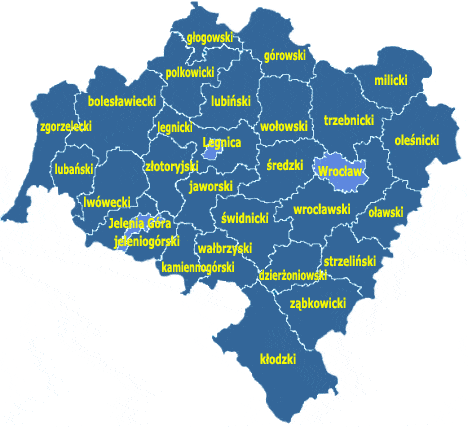 głogowski
górowski
polkowicki
milicki
bolesławiecki
lubiński
trzebnicki
zgorzelecki
legnicki
wołowski
oleśnicki
Legnica
lubański
złotoryjski
średzki
Wrocław
jaworski
lwówecki
świdnicki
wrocławski
oławski
Jelenia Góra
jeleniogórski
wałbrzyski
kamiennogórski
strzeliński
dzierżoniowski
ząbkowicki
kłodzki